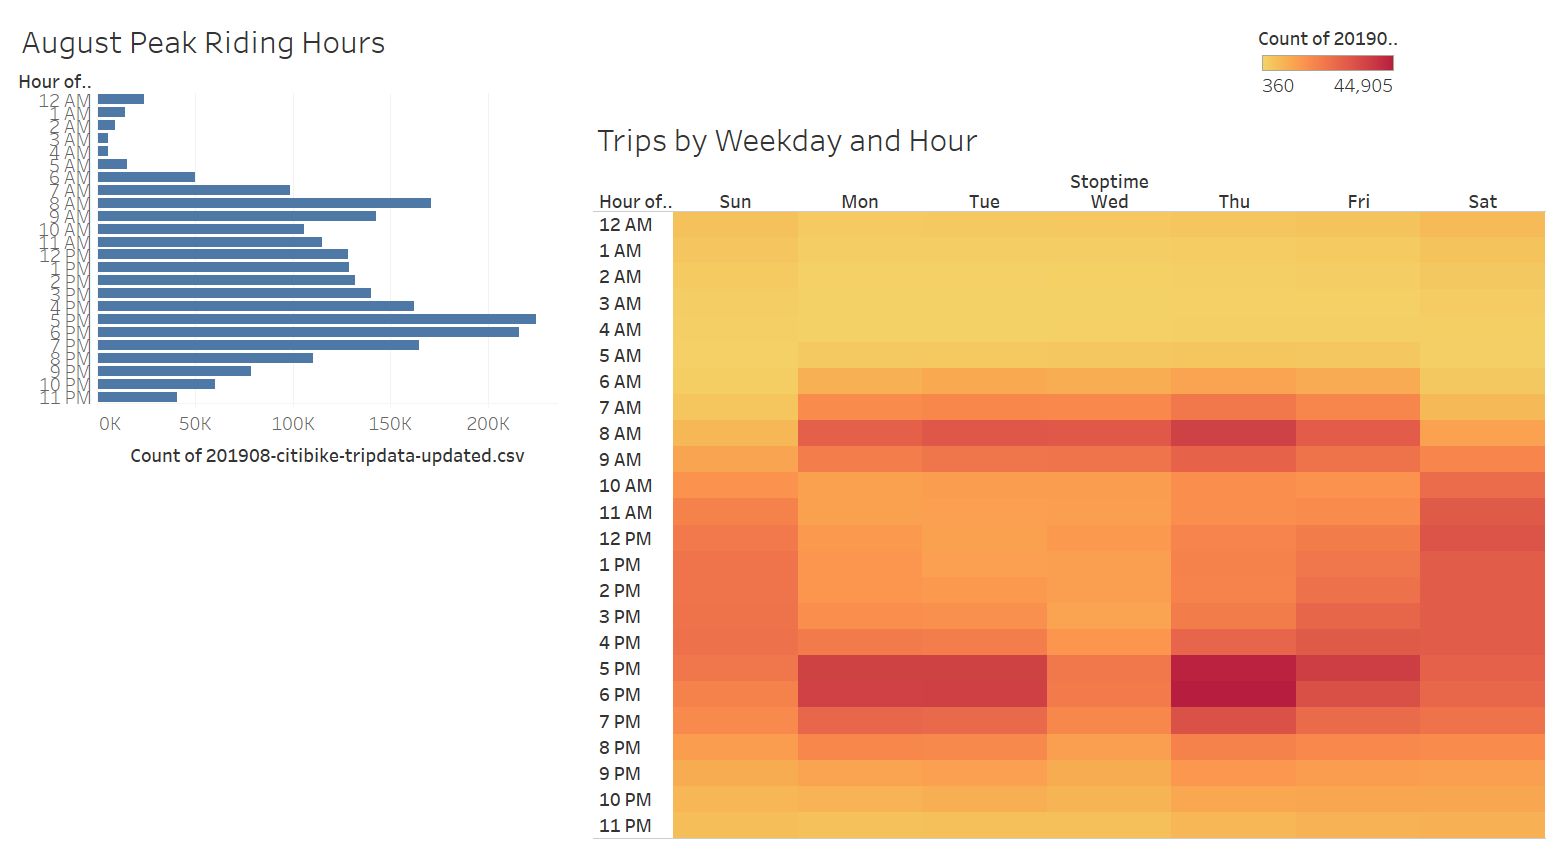 August Peak Riding Hours
Hour of..
12 AM
1 AM
2 AM
3 AM
4 AM
5 AM
6 AM
7 AM
8 AM
9 AM
10 AM
11 AM
12 PM
1 PM
2 PM
3 PM
4 PM
5 PM
6 PM
7 PM
8 PM
9 PM
10 PM
11 PM
0K 50K 100K 150K 200K
Count of 201908-citibike-tripdata-updated.csv
Count of 20190..
360 44,905
Trips by Weekday and Hour
Stoptime
Hour of.. Sun Mon Tue Wed Thu Fri Sat
12 AM
1 AM
2 AM
3 AM
4 AM
5 AM
6 AM
7 AM
8 AM
9 AM
10 AM
11 AM
12 PM
1 PM
2 PM
3 PM
4 PM
5 PM
6 PM
7 PM
8 PM
9 PM
10 PM
11 PM